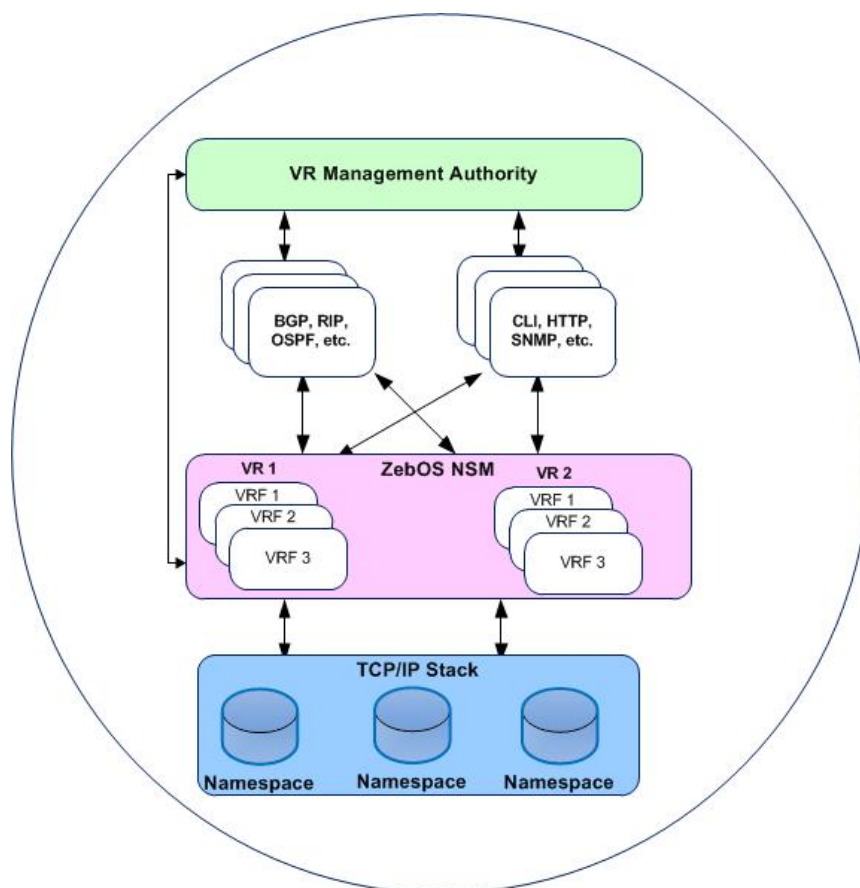 VR Management Authority
BGP, RIP,
OSPF, etc.
CLI, HTTP,
SNMP, etc.
VR 1
ZebOS NSM
VR 2
VRF 1
VRF 2
VRF 3
VRF 1
VRF 2
VRF 3
TCP/IP Stack
Namespace
Namespace
Namespace